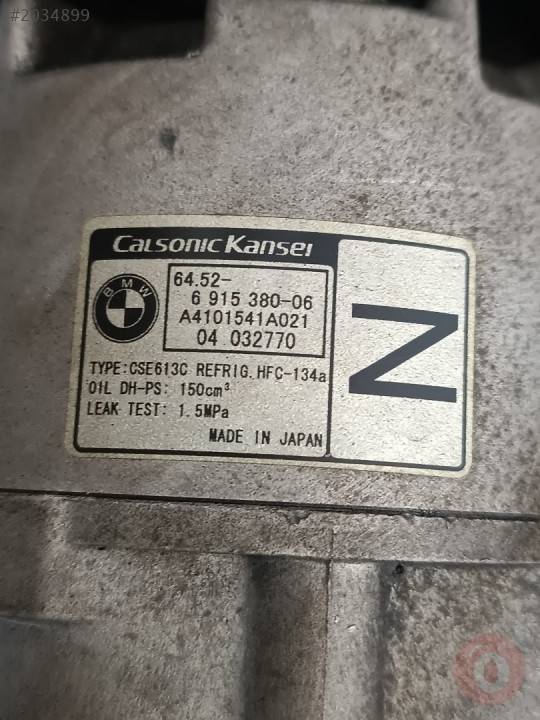 #2034899
Calsonic Kansei
BMW
64.52-
6 915 380-06
A4101541A021
04 032770
TYPE:CSE613C REFRIG.HFC-134a
OIL DH-PS: 150cm³
LEAK TEST: 1.5MPa
MADE IN JAPAN
Z